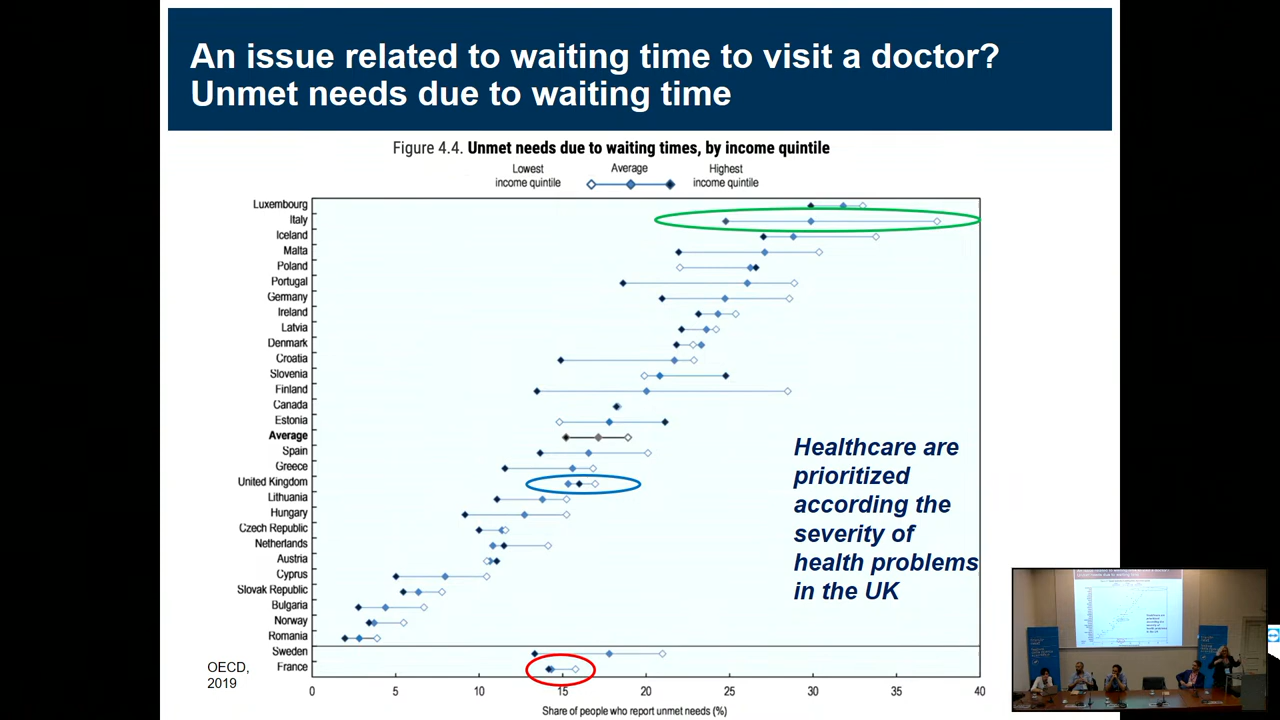 An issue related to waiting time to visit a doctor?
Unmet needs due to waiting time
Figure 4.4. Unmet needs due to waiting times, by income quintile
Lowest income quintile
Average
Highest income quintile
Luxembourg
Italy
Iceland
Malta
Poland
Portugal
Germany
Ireland
Latvia
Denmark
Croatia
Slovenia
Finland
Canada
Estonia
Average
Spain
Greece
United Kingdom
Lithuania
Hungary
Czech Republic
Netherlands
Austria
Cyprus
Slovak Republic
Bulgaria
Norway
Romania
Sweden
France
0 5 10 15 20 25 30 35 40
Share of people who report unmet needs (%)
Healthcare are
prioritized
according the
severity of
health problems
in the UK
OECD,
2019